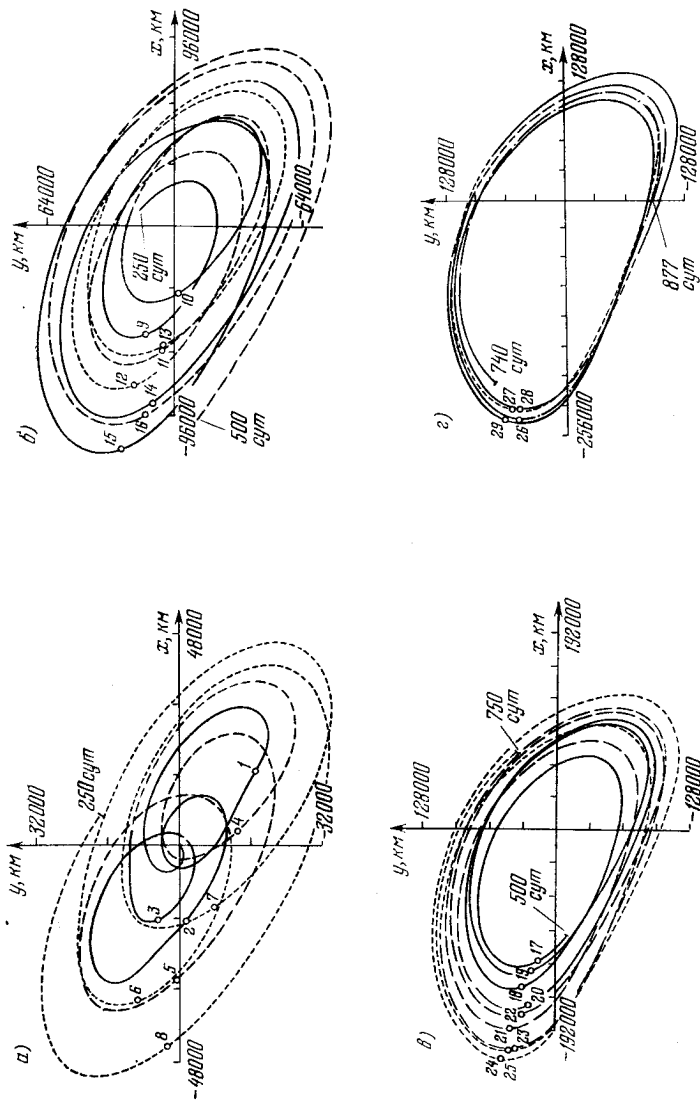 а)
y, км
32000
250 сут
x, км
48000
-48000
-32000
1
2
3
4
5
6
7
8
б)
y, км
64000
x, км
96000
-96000
-64000
250
сут
500
сут
9
10
11
12
13
14
15
16
в)
y, км
128000
x, км
192000
-192000
-128000
500
сут
750
сут
17
18
19
20
21
22
23
24
25
г)
y, км
128000
x, км
128000
-256000
-128000
740
сут
877
сут
26
27
28
29